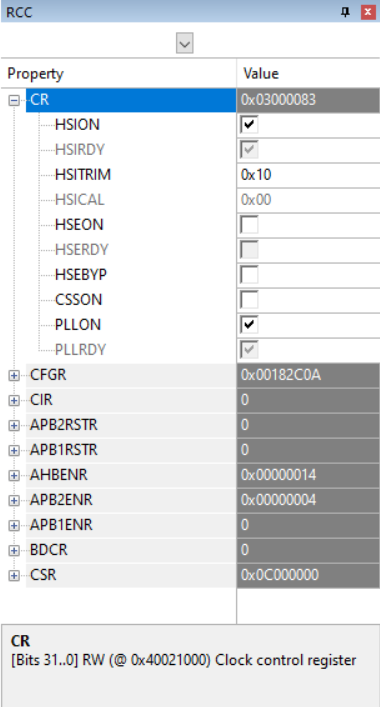 RCC
Property Value
CR 0x03000083
HSION
HSIRDY
HSITRIM 0x10
HSICAL 0x00
HSEON
HSERDY
HSEBYP
CSSON
PLLON
PLLRDY
CFGR 0x00182C0A
CIR 0
APB2RSTR 0
APB1RSTR 0
AHBENR 0x00000014
APB2ENR 0x00000004
APB1ENR 0
BDCR 0
CSR 0x0C000000
CR
[Bits 31..0] RW (@ 0x40021000) Clock control register